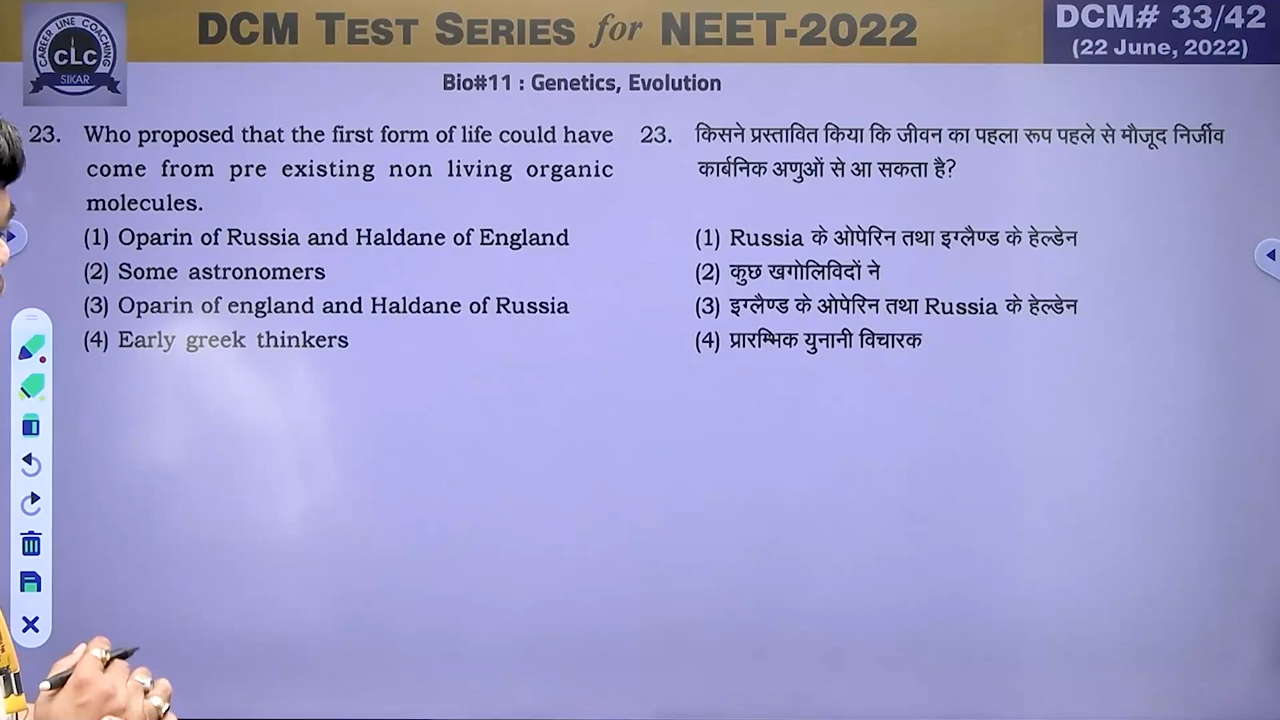 DCM TEST SERIES for NEET-2022
DCM# 33/42
(22 June, 2022)
CAREER LINE COACHING
CLC
SIKAR
Bio#11 : Genetics, Evolution
23. Who proposed that the first form of life could have
come from pre existing non living organic
molecules.
(1) Oparin of Russia and Haldane of England
(2) Some astronomers
(3) Oparin of england and Haldane of Russia
(4) Early greek thinkers
23. किसने प्रस्तावित किया कि जीवन का पहला रूप पहले से मौजूद निर्जीव
कार्बनिक अणुओं से आ सकता है?
(1) Russia के ओपेरिन तथा इग्लैण्ड के हेल्डेन
(2) कुछ खगोलिविदों ने
(3) इग्लैण्ड के ओपेरिन तथा Russia के हेल्डेन
(4) प्रारम्भिक युनानी विचारक